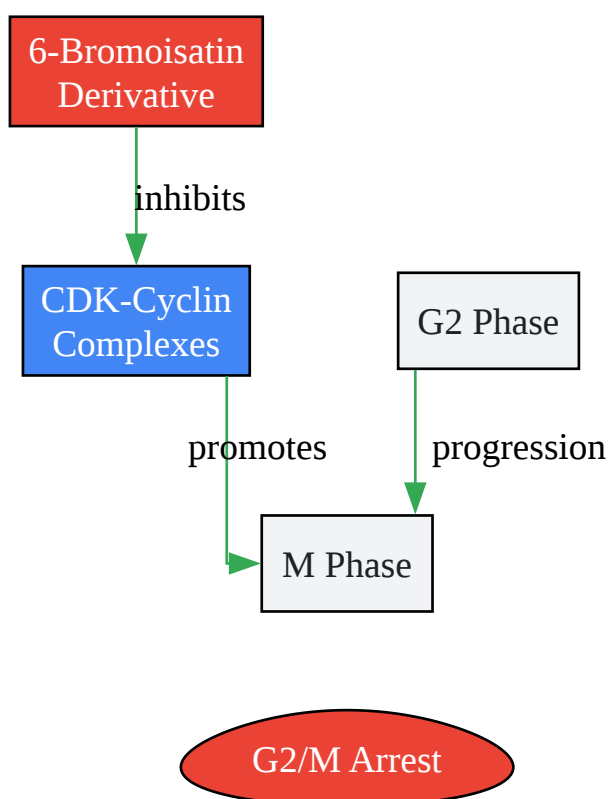 6-Bromoisatin
Derivative
inhibits
CDK-Cyclin
Complexes
G2 Phase
promotes
progression
M Phase
G2/M Arrest